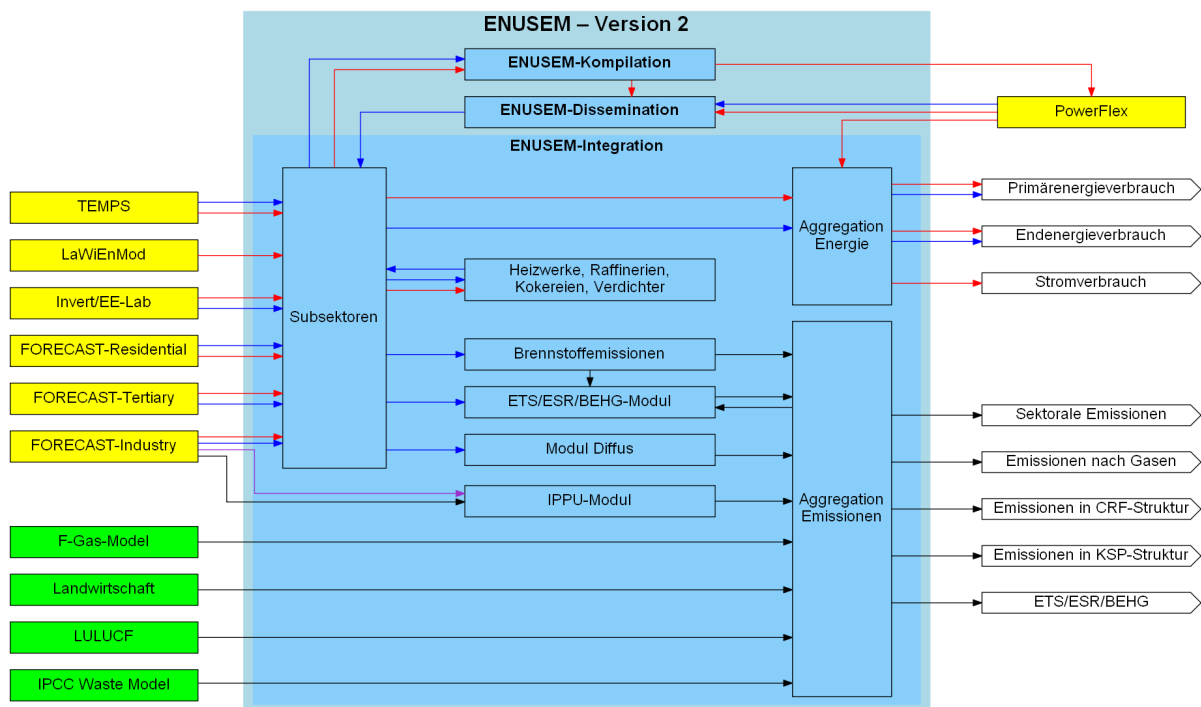 ENUSEM – Version 2
ENUSEM-Kompilation
ENUSEM-Dissemination
PowerFlex
ENUSEM-Integration
TEMPS
LaWiEnMod
Invert/EE-Lab
FORECAST-Residential
FORECAST-Tertiary
FORECAST-Industry
F-Gas-Model
Landwirtschaft
LULUCF
IPCC Waste Model
Subsektoren
Heizwerke, Raffinerien,
Kokereien, Verdichter
Brennstoffemissionen
ETS/ESR/BEHG-Modul
Modul Diffus
IPPU-Modul
Aggregation
Energie
Aggregation
Emissionen
Primärenergieverbrauch
Endenergieverbrauch
Stromverbrauch
Sektorale Emissionen
Emissionen nach Gasen
Emissionen in CRF-Struktur
Emissionen in KSP-Struktur
ETS/ESR/BEHG